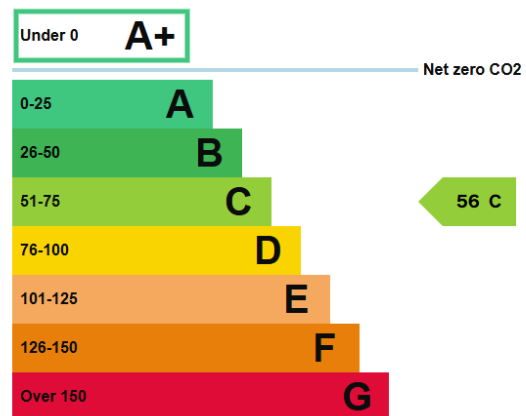 Under 0 A+
Net zero CO2
0-25 A
26-50 B
51-75 C
56 C
76-100 D
101-125 E
126-150 F
Over 150 G